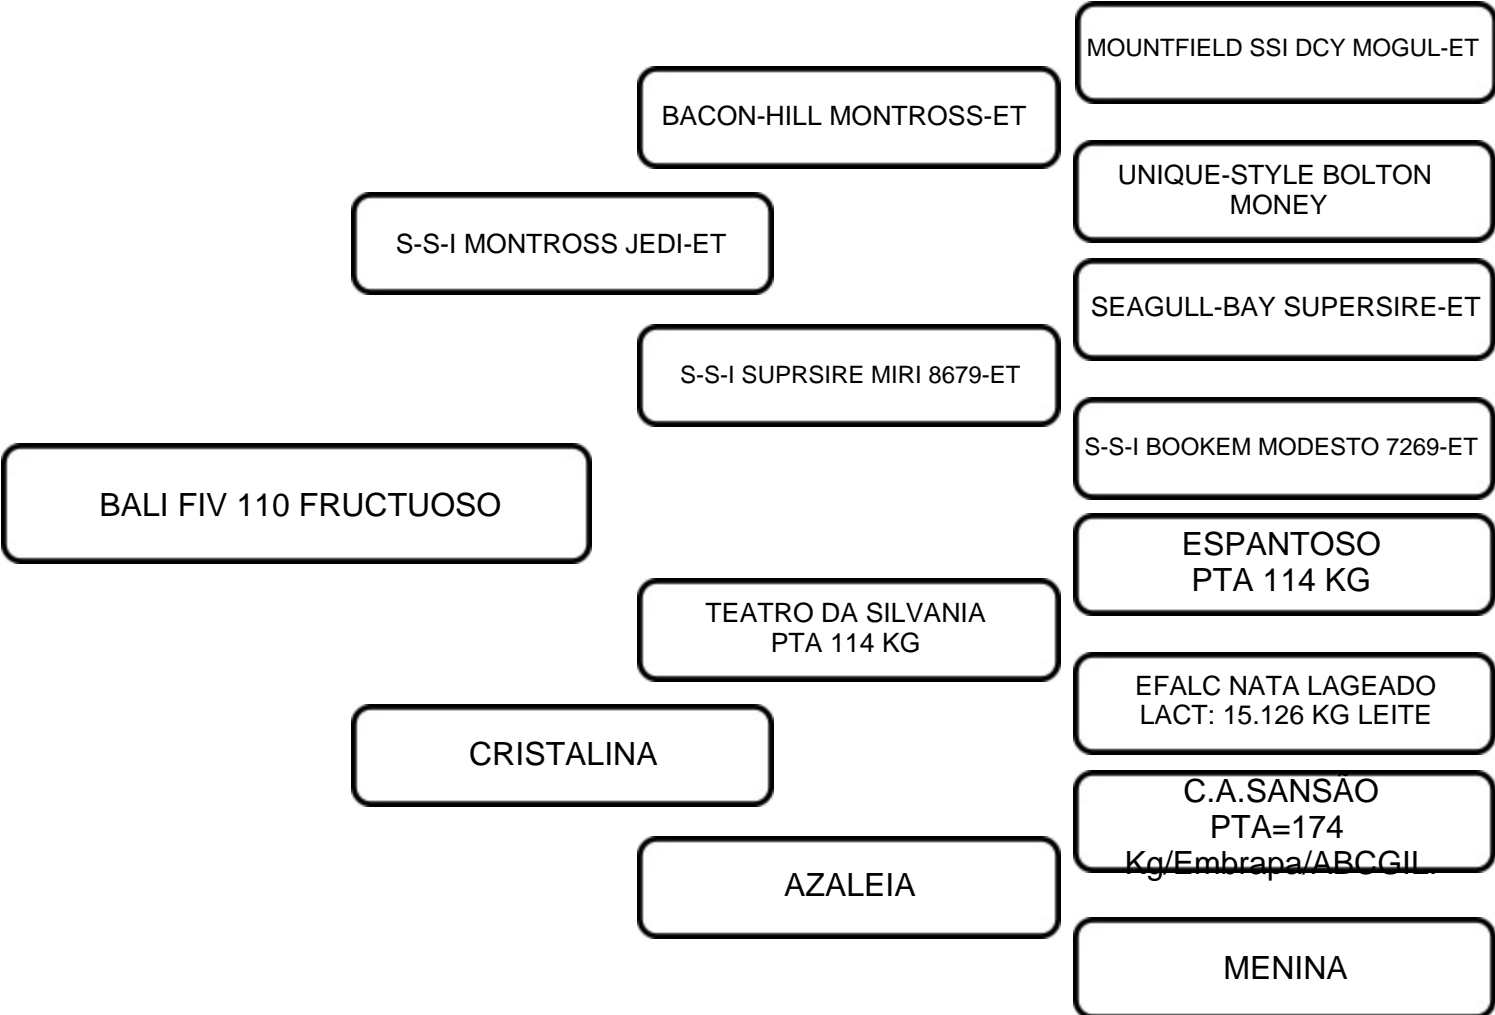 MOUNTFIELD SSI DCY MOGUL-ET
BACON-HILL MONTROSS-ET
UNIQUE-STYLE BOLTON
MONEY
S-S-I MONTROSS JEDI-ET
SEAGULL-BAY SUPERSIRE-ET
S-S-I SUPRSIRE MIRI 8679-ET
S-S-I BOOKEM MODESTO 7269-ET
BALI FIV 110 FRUCTUOSO
ESPANTOSO
PTA 114 KG
TEATRO DA SILVANIA
PTA 114 KG
EFALC NATA LAGEADO
LACT: 15.126 KG LEITE
CRISTALINA
C.A.SANSÃO
PTA=174
Kg/Embrapa/ABCGIL.
AZALEIA
MENINA